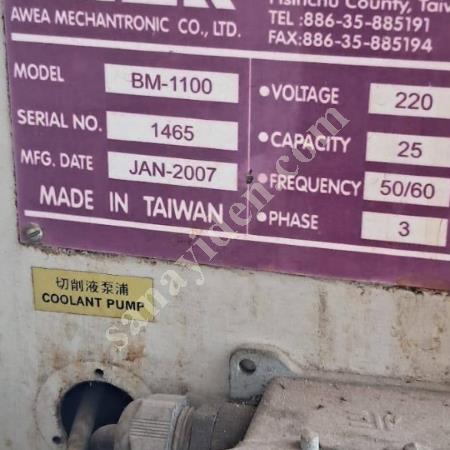 Hsinchu County, Taiw
AWEA MECHANTRONIC CO., LTD.
TEL :886-35-885191
FAX:886-35-885194
MODEL BM-1100
SERIAL NO. 1465
MFG. DATE JAN-2007
MADE IN TAIWAN
•VOLTAGE 220
•CAPACITY 25
•FREQUENCY 50/60
•PHASE 3
切削液泵浦
COOLANT PUMP
sanayiden.com